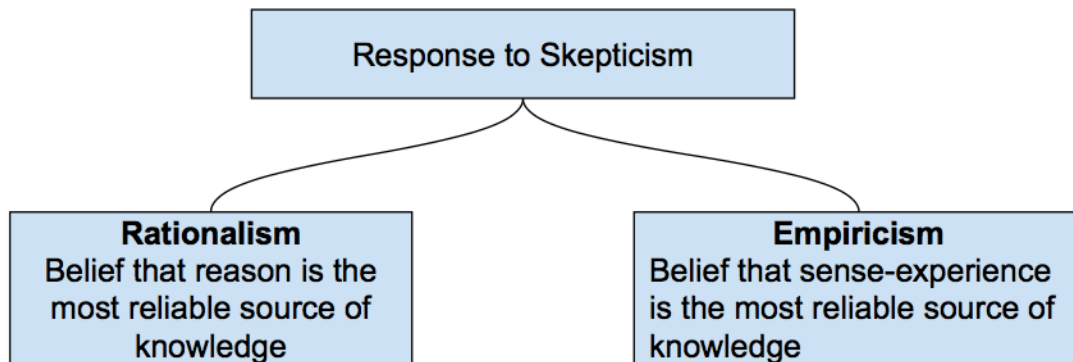 Response to Skepticism
Rationalism
Belief that reason is the
most reliable source of
knowledge
Empiricism
Belief that sense-experience
is the most reliable source of
knowledge